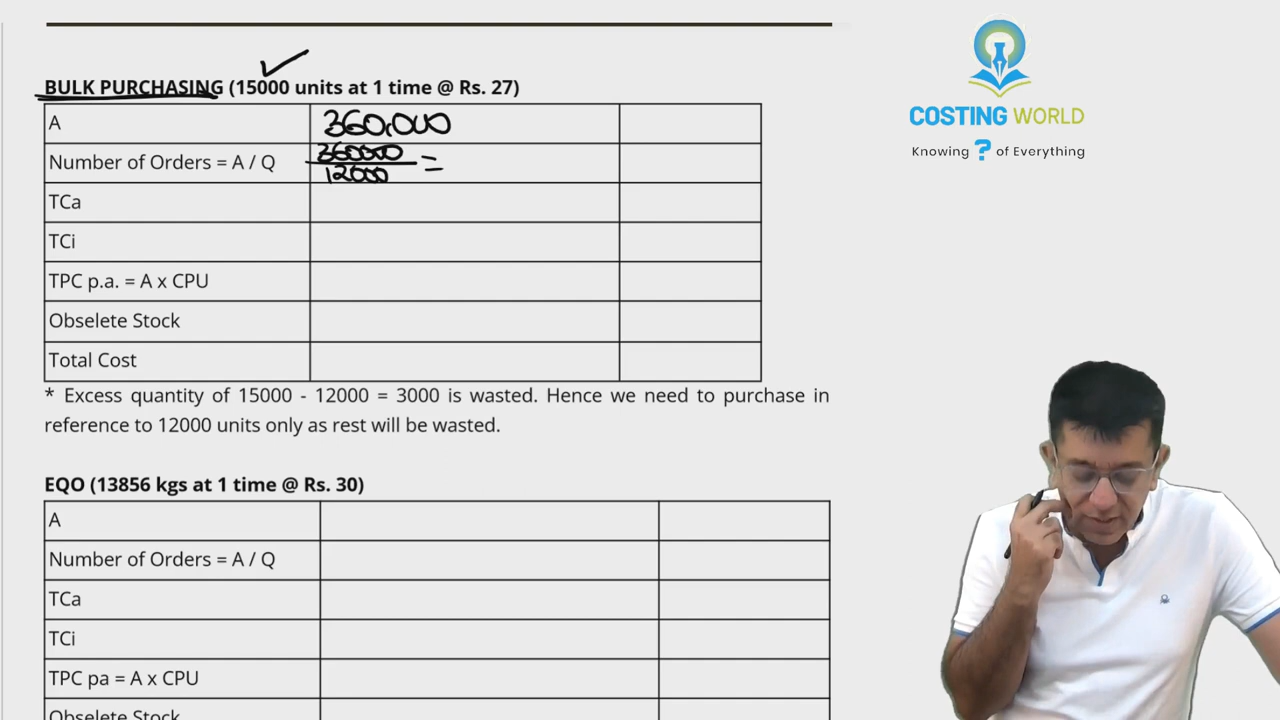 BULK PURCHASING (15000 units at 1 time @ Rs. 27)
A 360,000
Number of Orders = A / Q 360000 / 12000 =
TCa
TCi
TPC p.a. = A x CPU
Obselete Stock
Total Cost
* Excess quantity of 15000 - 12000 = 3000 is wasted. Hence we need to purchase in
reference to 12000 units only as rest will be wasted.
EQO (13856 kgs at 1 time @ Rs. 30)
A
Number of Orders = A / Q
TCa
TCi
TPC pa = A x CPU
Obselete Stock
COSTING WORLD
Knowing ? of Everything